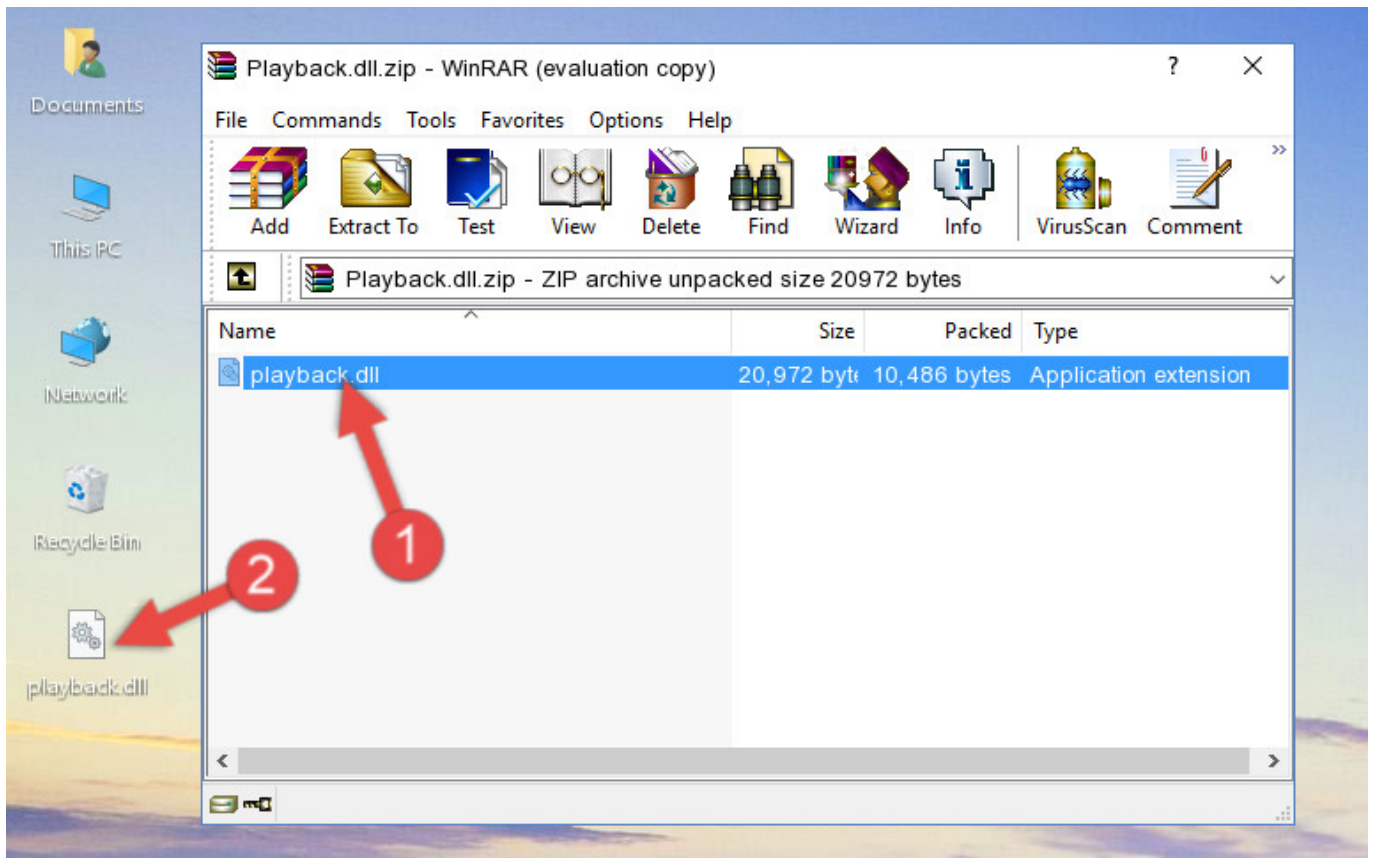 Documents
This PC
Network
Recycle Bin
playback.dll
Playback.dll.zip - WinRAR (evaluation copy)
?
File Commands Tools Favorites Options Help
Add Extract To Test View Delete Find Wizard Info VirusScan Comment
»
Playback.dll.zip - ZIP archive unpacked size 20972 bytes
Name Size Packed Type
playback.dll 20,972 byte 10,486 bytes Application extension
1
2